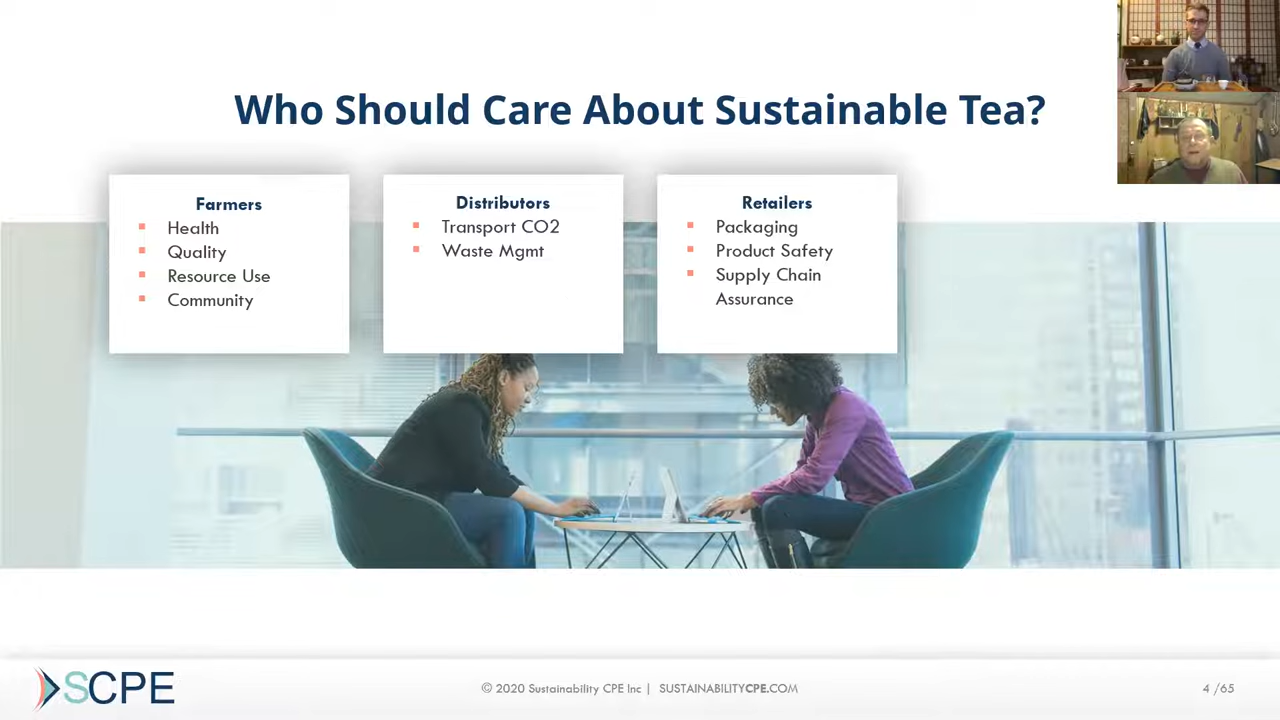 Who Should Care About Sustainable Tea?
Farmers
Health
Quality
Resource Use
Community
Distributors
Transport CO2
Waste Mgmt
Retailers
Packaging
Product Safety
Supply Chain
Assurance
SCPE
© 2020 Sustainability CPE Inc | SUSTAINABILITYCPE.COM
4 /65